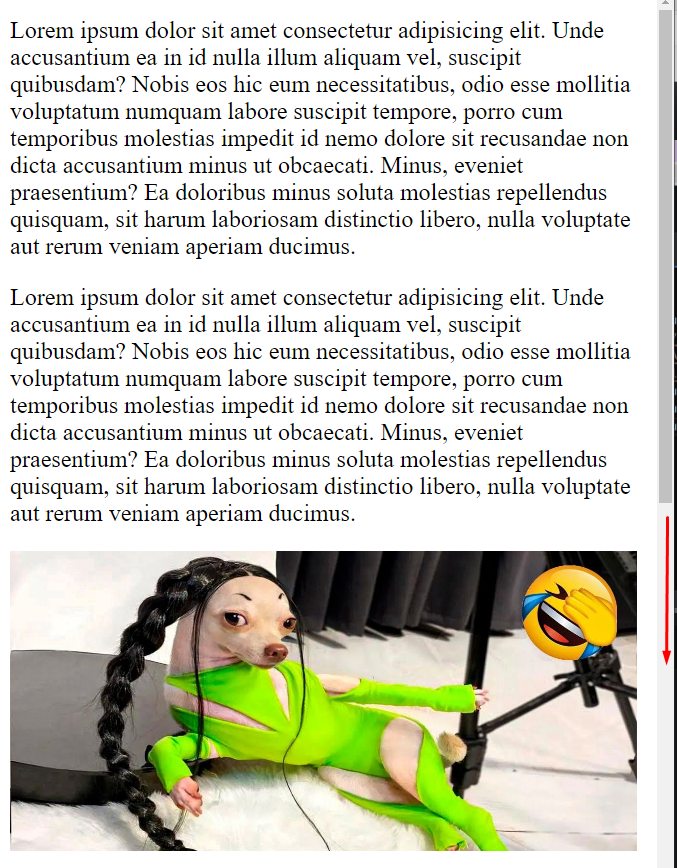 Lorem ipsum dolor sit amet consectetur adipisicing elit. Unde
accusantium ea in id nulla illum aliquam vel, suscipit
quibusdam? Nobis eos hic eum necessitatibus, odio esse mollitia
voluptatum numquam labore suscipit tempore, porro cum
temporibus molestias impedit id nemo dolore sit recusandae non
dicta accusantium minus ut obcaecati. Minus, eveniet
praesentium? Ea doloribus minus soluta molestias repellendus
quisquam, sit harum laboriosam distinctio libero, nulla voluptate
aut rerum veniam aperiam ducimus.
Lorem ipsum dolor sit amet consectetur adipisicing elit. Unde
accusantium ea in id nulla illum aliquam vel, suscipit
quibusdam? Nobis eos hic eum necessitatibus, odio esse mollitia
voluptatum numquam labore suscipit tempore, porro cum
temporibus molestias impedit id nemo dolore sit recusandae non
dicta accusantium minus ut obcaecati. Minus, eveniet
praesentium? Ea doloribus minus soluta molestias repellendus
quisquam, sit harum laboriosam distinctio libero, nulla voluptate
aut rerum veniam aperiam ducimus.